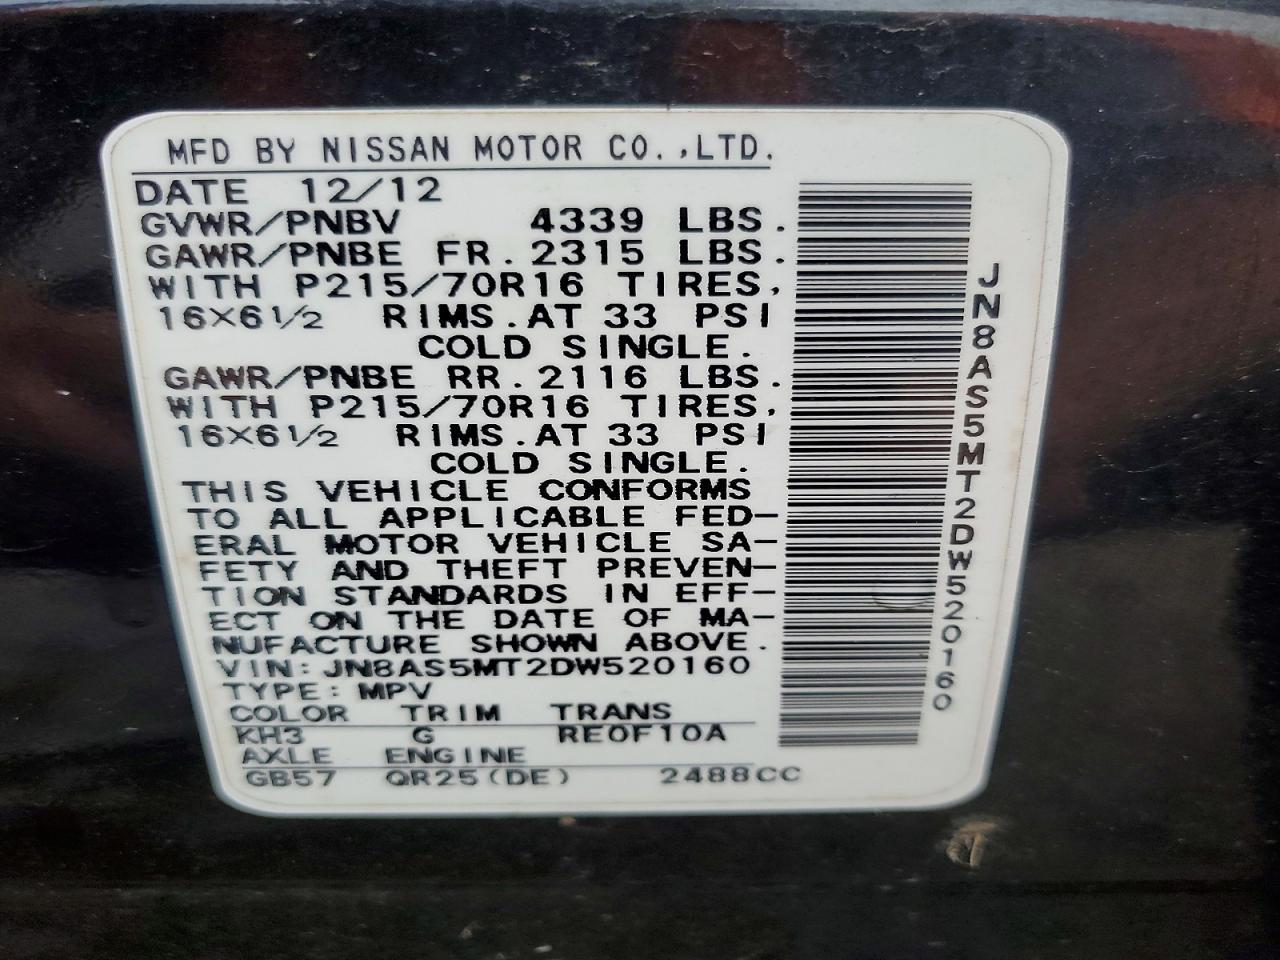 MFD BY NISSAN MOTOR CO.,LTD.
DATE 12/12
GVWR/PNBV 4339 LBS.
GAWR/PNBE FR. 2315 LBS.
WITH P215/70R16 TIRES,
16X6 1/2 RIMS.AT 33 PSI
COLD SINGLE.
GAWR/PNBE RR. 2116 LBS.
WITH P215/70R16 TIRES,
16X6 1/2 RIMS.AT 33 PSI
COLD SINGLE.
THIS VEHICLE CONFORMS
TO ALL APPLICABLE FED-
ERAL MOTOR VEHICLE SA-
FETY AND THEFT PREVEN-
TION STANDARDS IN EFF-
ECT ON THE DATE OF MA-
NUFACTURE SHOWN ABOVE.
VIN: JN8AS5MT2DW520160
TYPE: MPV
COLOR TRIM TRANS
KH3 G RE0F10A
AXLE ENGINE
GB57 QR25(DE) 2488CC
JN8AS5MT2DW520160